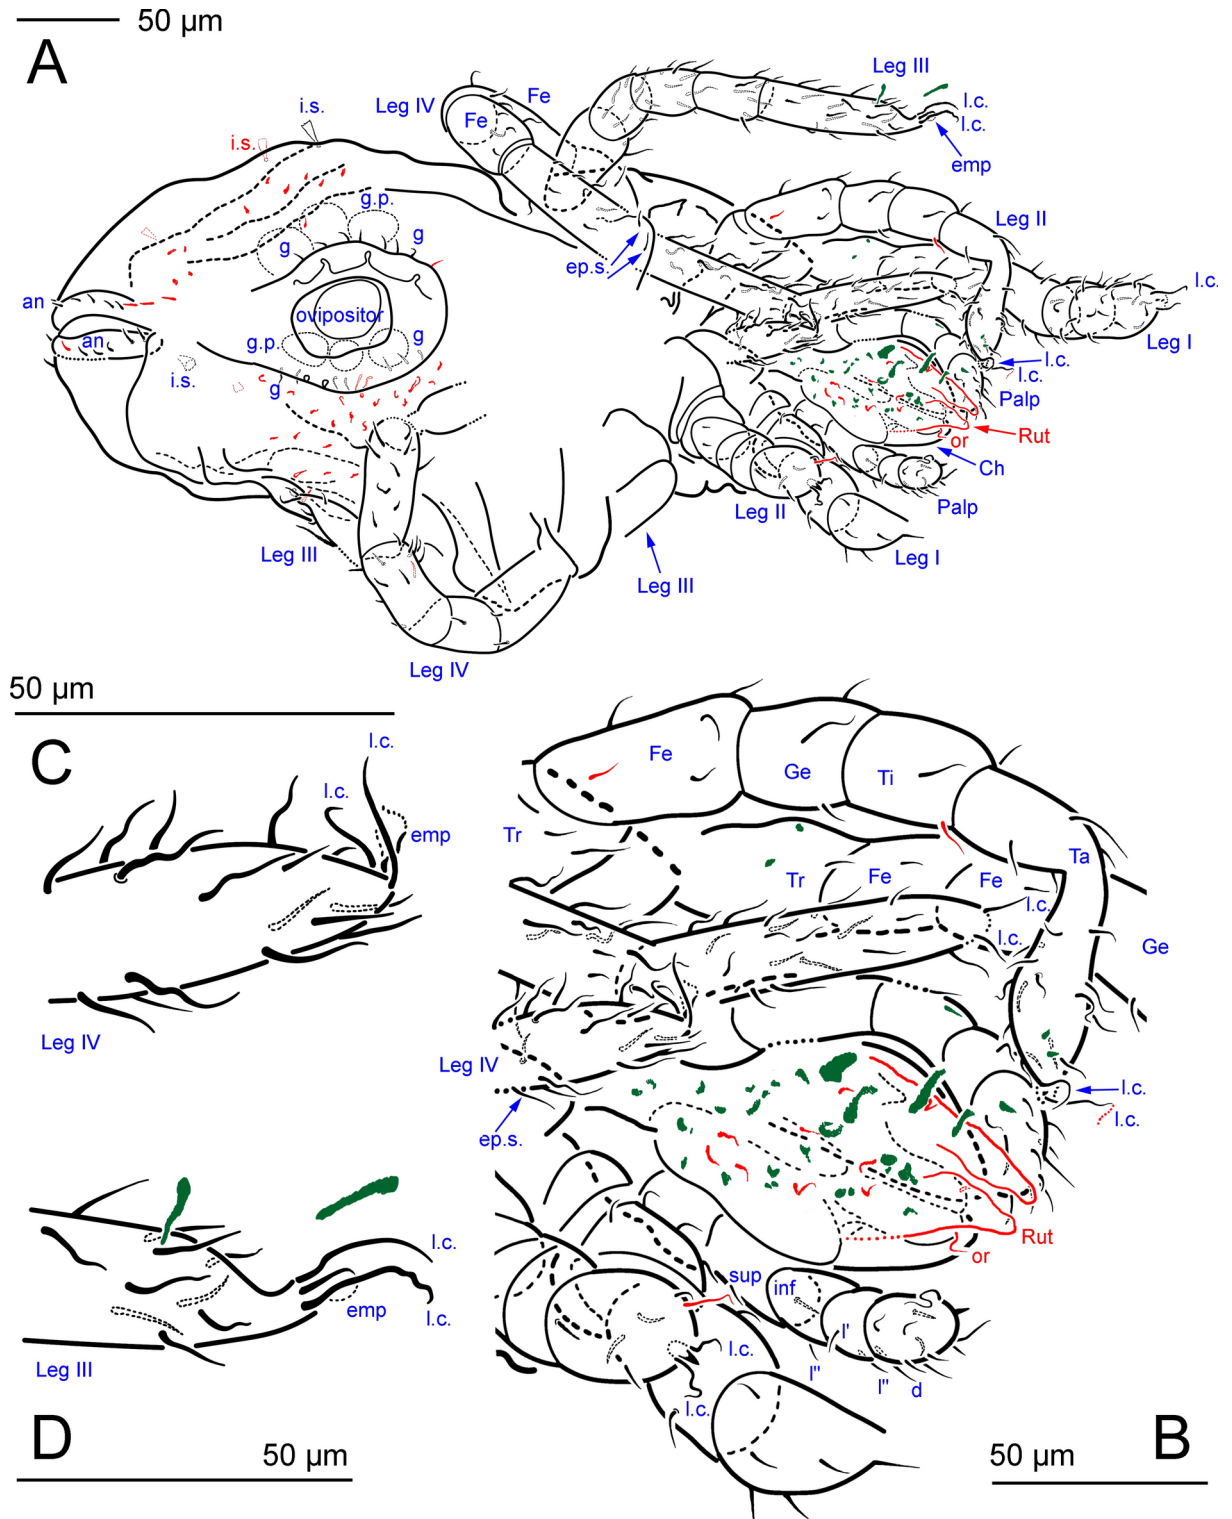 50 µm
A
Leg III
Leg IV
Fe
Fe
i.s.
i.s.
l.c.
l.c.
emp
g.p.
g
g
Leg II
ep.s.
l.c.
an
ovipositor
an
g.p.
g
Leg I
i.s.
g
l.c.
l.c.
Palp
Rut
or
Ch
Palp
Leg II
Leg III
Leg I
Leg III
Leg IV
50 µm
C
l.c.
l.c.
emp
Leg IV
Fe
Ge
Ti
Tr
Ta
Tr
Fe
Fe
l.c.
l.c.
Ge
Leg IV
l.c.
l.c.
ep.s.
Rut
or
sup
inf
l'
l.c.
l''
l''
d
l.c.
l.c.
emp
l.c.
Leg III
D
50 µm
B
50 µm